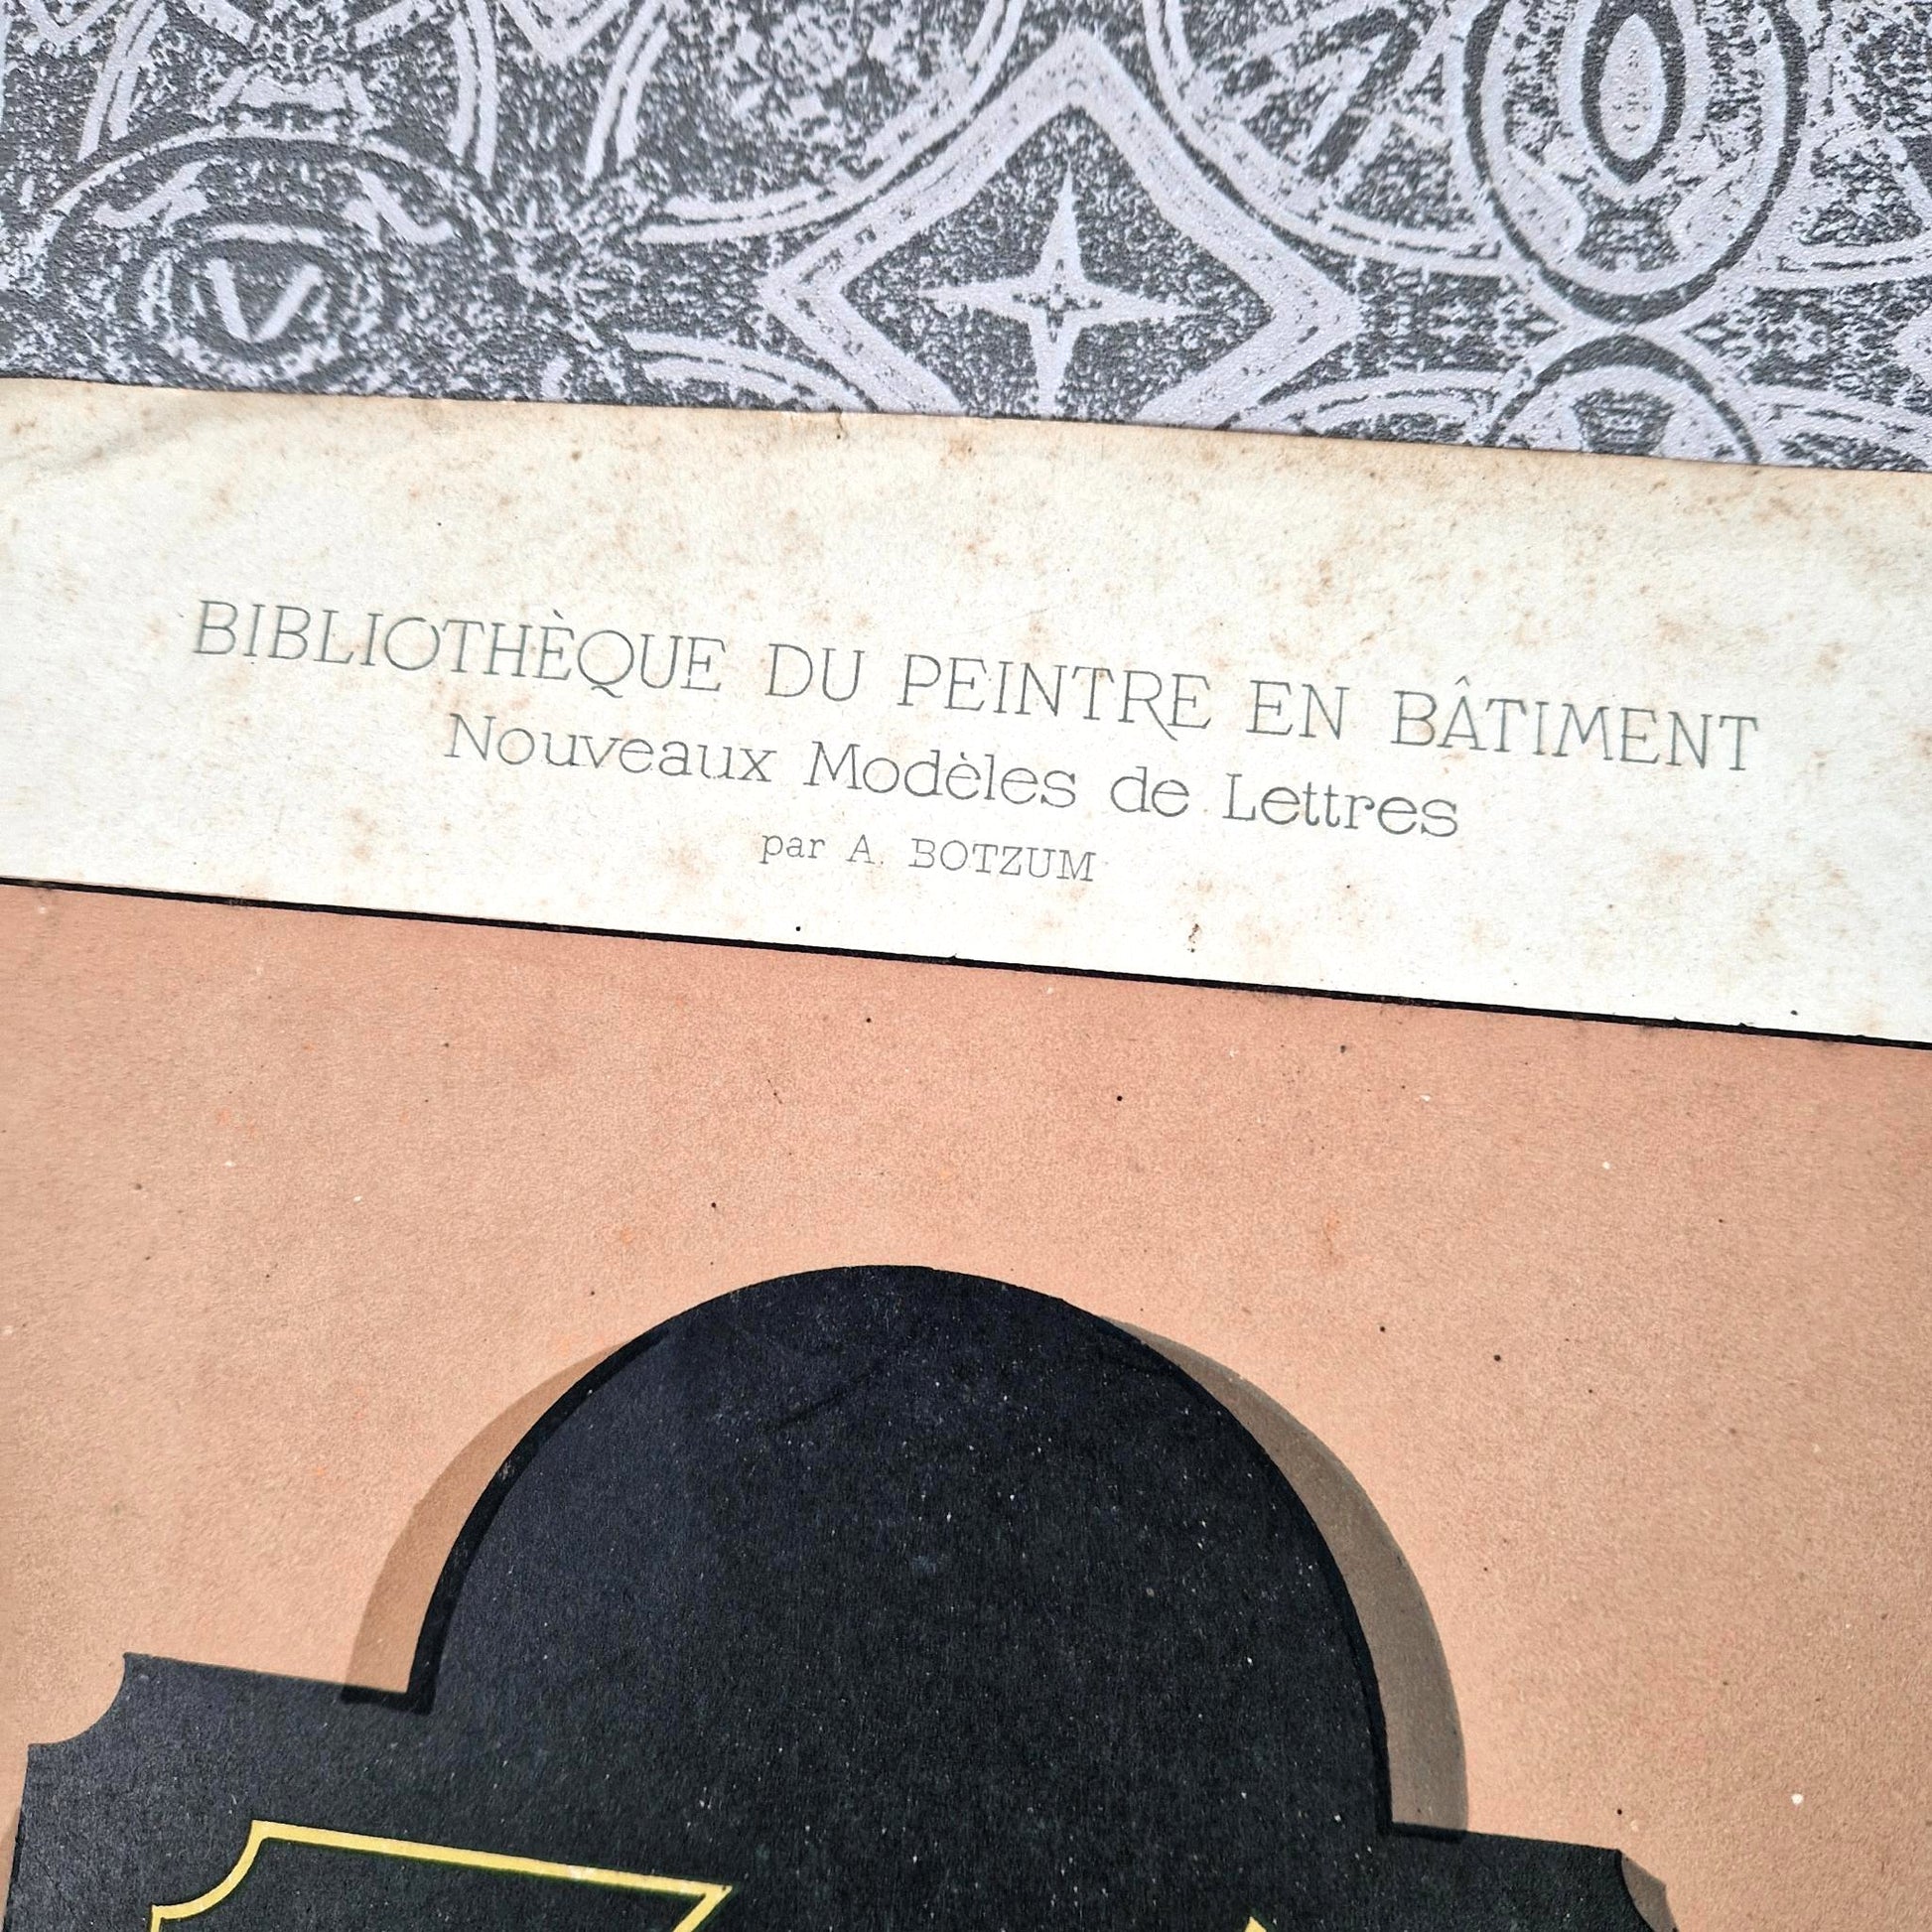 BIBLIOTHÈQUE DU PEINTRE EN BÂTIMENT
Nouveaux Modèles de Lettres
par A. BOTZUM